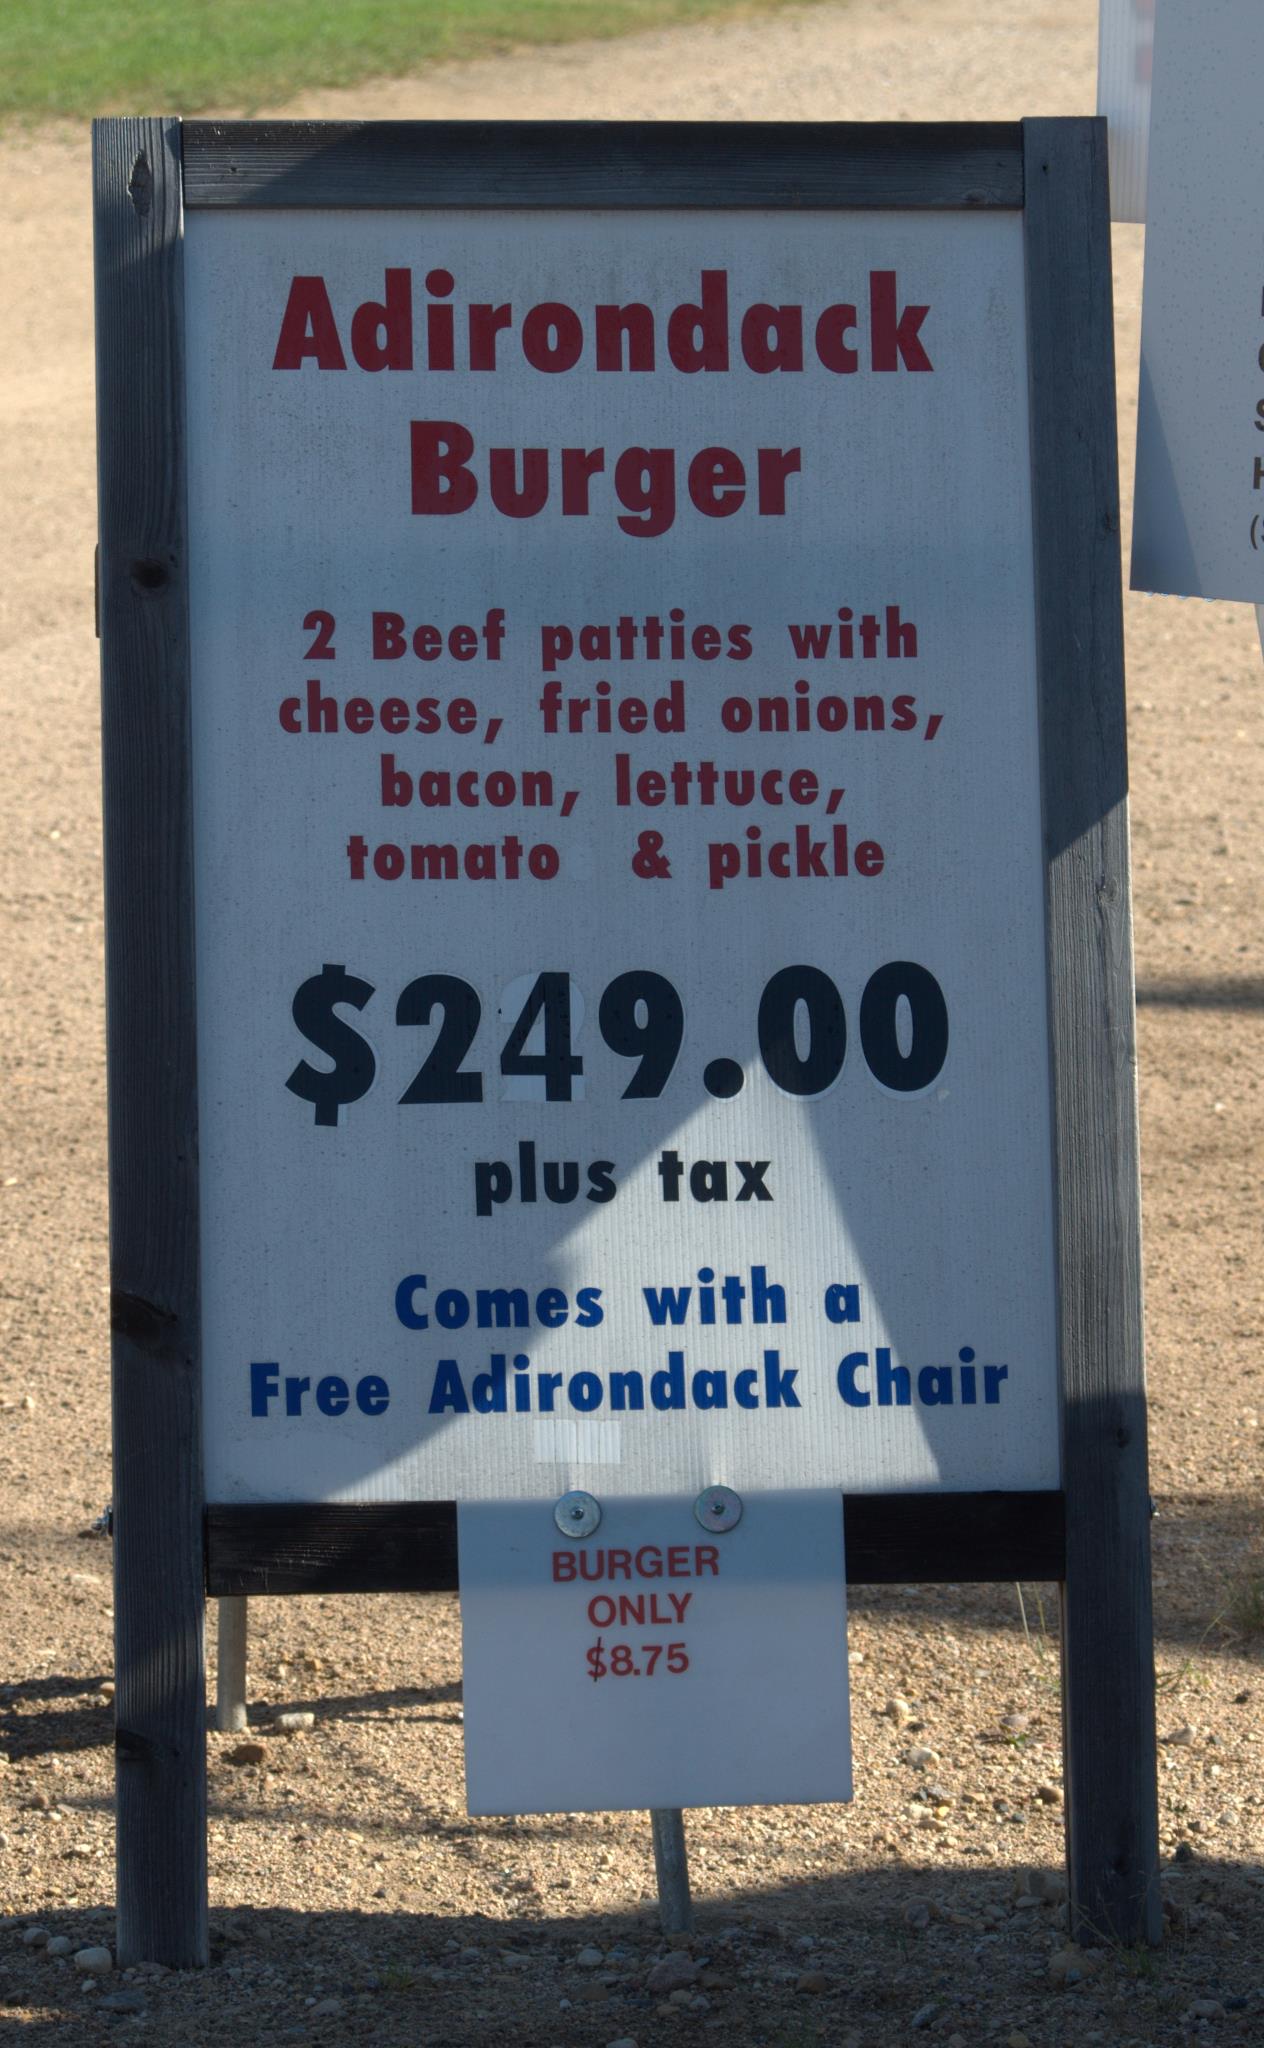 Adirondack
Burger
2 Beef patties with
cheese, fried onions,
bacon, lettuce,
tomato & pickle
$249.00
plus tax
Comes with a
Free Adirondack Chair
BURGER
ONLY
$8.75